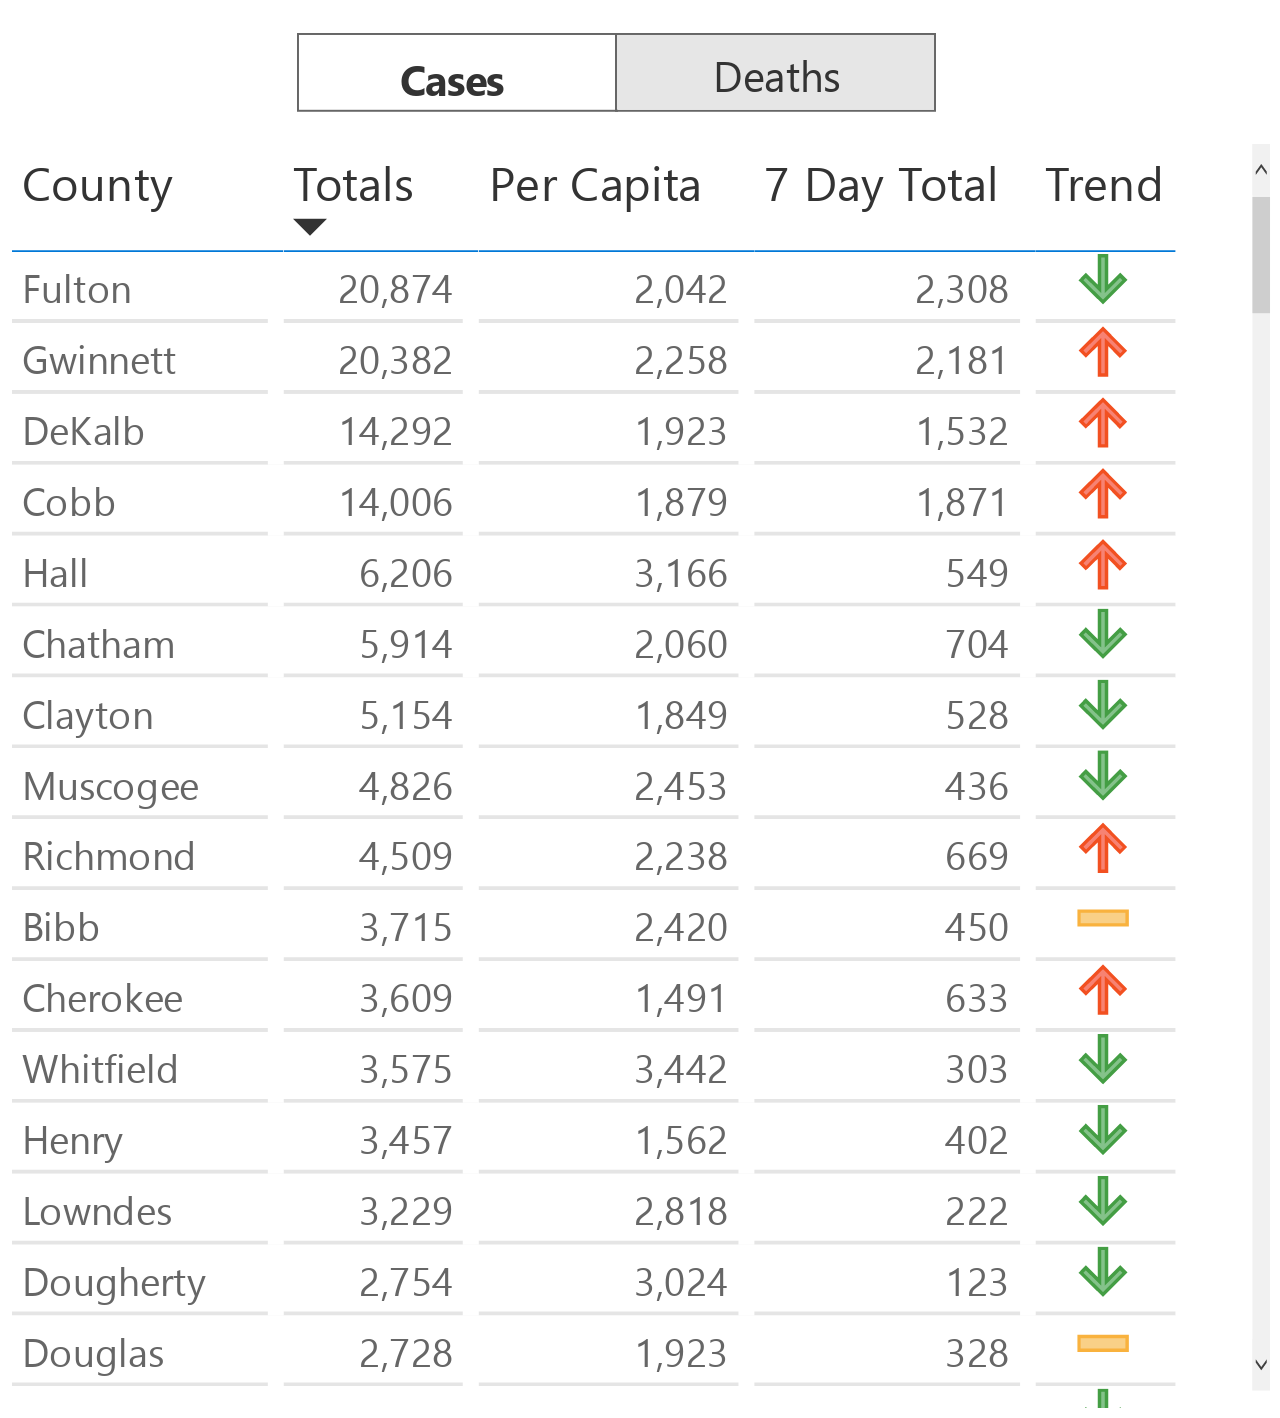 Cases Deaths
County Totals Per Capita 7 Day Total Trend
Fulton 20,874 2,042 2,308
Gwinnett 20,382 2,258 2,181
DeKalb 14,292 1,923 1,532
Cobb 14,006 1,879 1,871
Hall 6,206 3,166 549
Chatham 5,914 2,060 704
Clayton 5,154 1,849 528
Muscogee 4,826 2,453 436
Richmond 4,509 2,238 669
Bibb 3,715 2,420 450
Cherokee 3,609 1,491 633
Whitfield 3,575 3,442 303
Henry 3,457 1,562 402
Lowndes 3,229 2,818 222
Dougherty 2,754 3,024 123
Douglas 2,728 1,923 328